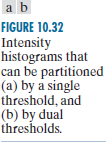 a b
FIGURE 10.32
Intensity
histograms that
can be partitioned
(a) by a single
threshold, and
(b) by dual
thresholds.